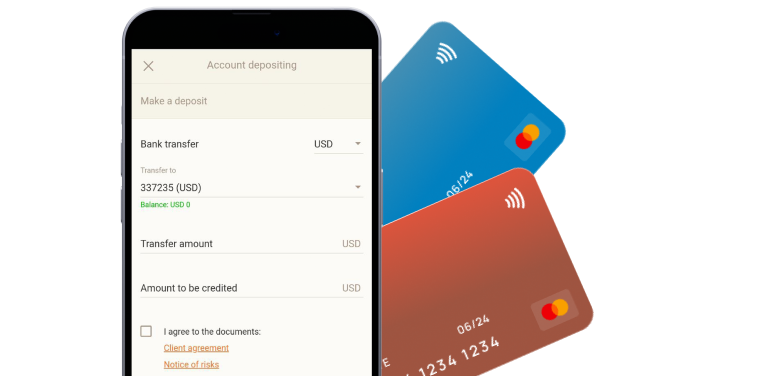 Account depositing
Make a deposit
Bank transfer USD
Transfer to
337235 (USD)
Balance: USD 0
Transfer amount USD
Amount to be credited USD
I agree to the documents:
Client agreement
Notice of risks
06/24
06/24
1234 1234